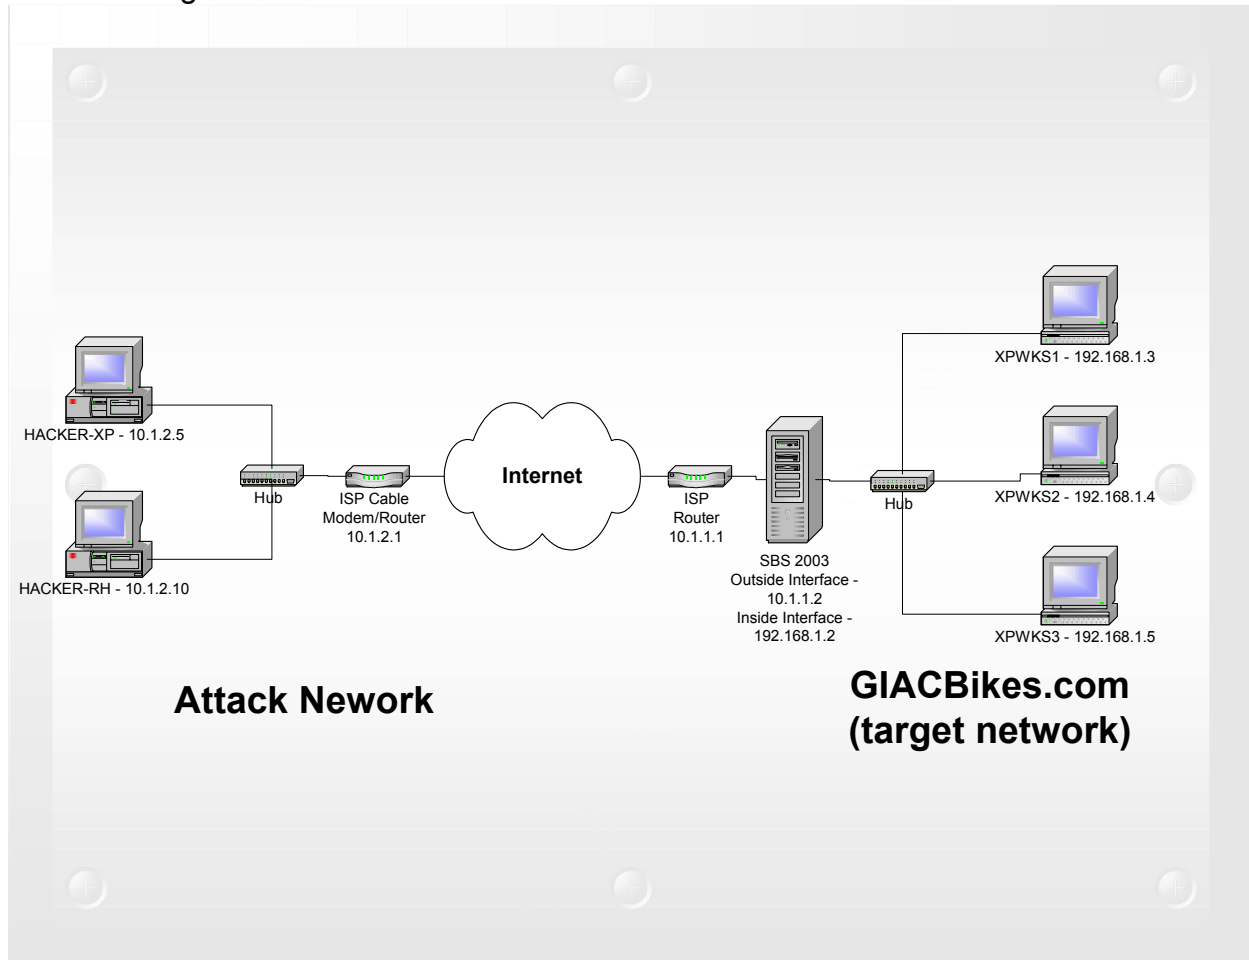 HACKER-XP - 10.1.2.5
HACKER-RH - 10.1.2.10
Hub
ISP Cable
Modem/Router
10.1.2.1
Internet
ISP
Router
10.1.1.1
SBS 2003
Outside Interface -
10.1.1.2
Inside Interface -
192.168.1.2
Hub
XPWKS1 - 192.168.1.3
XPWKS2 - 192.168.1.4
XPWKS3 - 192.168.1.5
Attack Nework
GIACBikes.com
(target network)